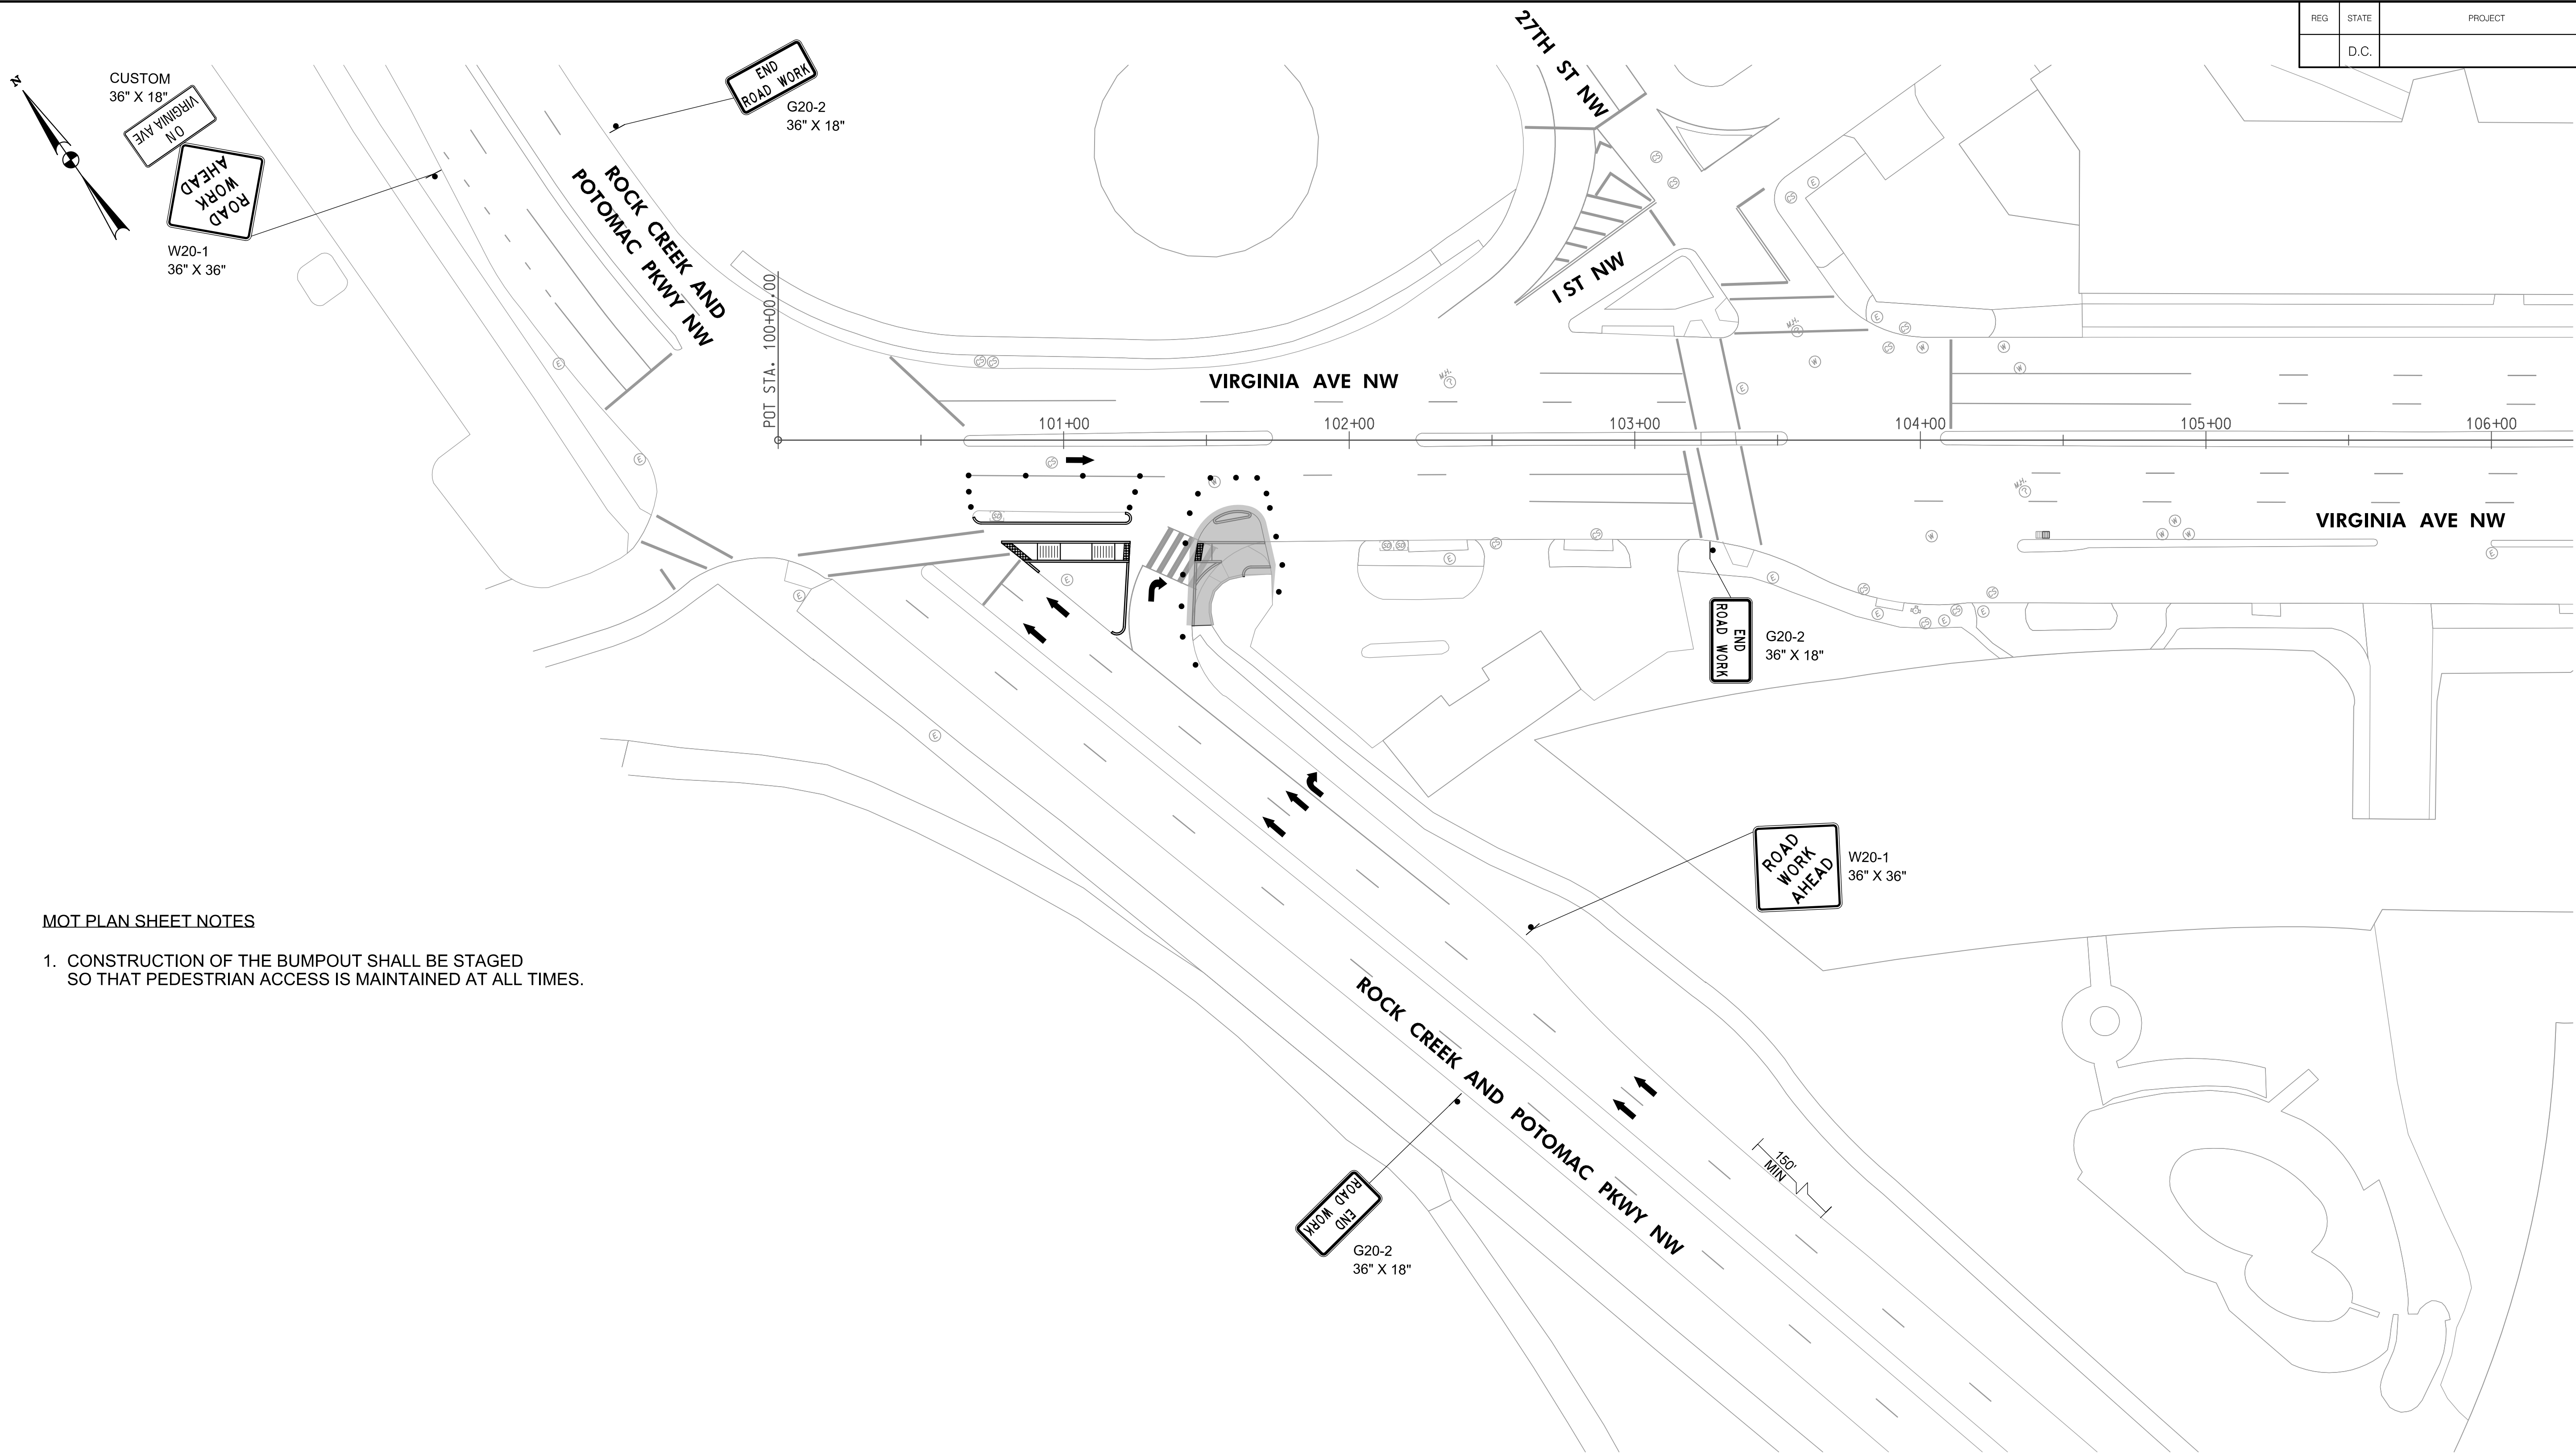 REG STATE PROJECT
D.C.
N
CUSTOM
36" X 18"
ON
VIRGINIA AVE
ROAD
WORK
AHEAD
W20-1
36" X 36"
END
ROAD WORK
G20-2
36" X 18"
ROCK CREEK AND
POTOMAC PKWY NW
27TH ST NW
I ST NW
POT STA. 100+00.00
VIRGINIA AVE NW
101+00
102+00
103+00
104+00
105+00
106+00
VIRGINIA AVE NW
END
ROAD WORK
G20-2
36" X 18"
ROAD
WORK
AHEAD
W20-1
36" X 36"
MOT PLAN SHEET NOTES
1. CONSTRUCTION OF THE BUMPOUT SHALL BE STAGED
SO THAT PEDESTRIAN ACCESS IS MAINTAINED AT ALL TIMES.
ROCK CREEK AND POTOMAC PKWY NW
150'
MIN
END
ROAD WORK
G20-2
36" X 18"